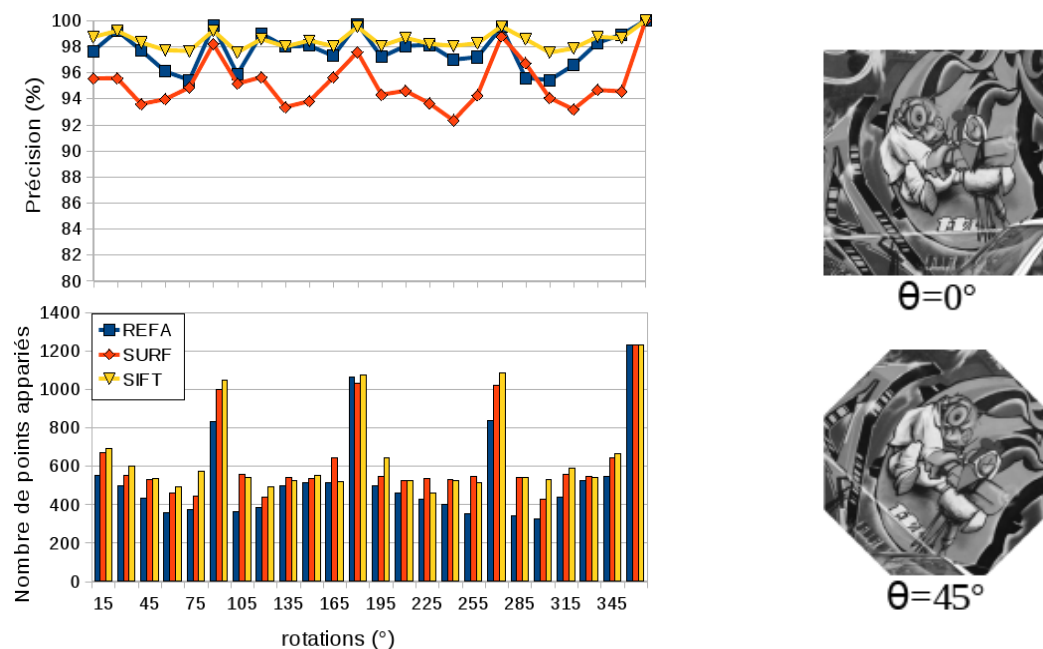 100
98
96
94
92
90
88
86
84
82
80
Précision (%)
1400
1200
1000
800
600
400
200
0
Nombre de points appariés
REFA
SURF
SIFT
15 45 75 105 135 165 195 225 255 285 315 345
rotations (°)
θ=0°
θ=45°